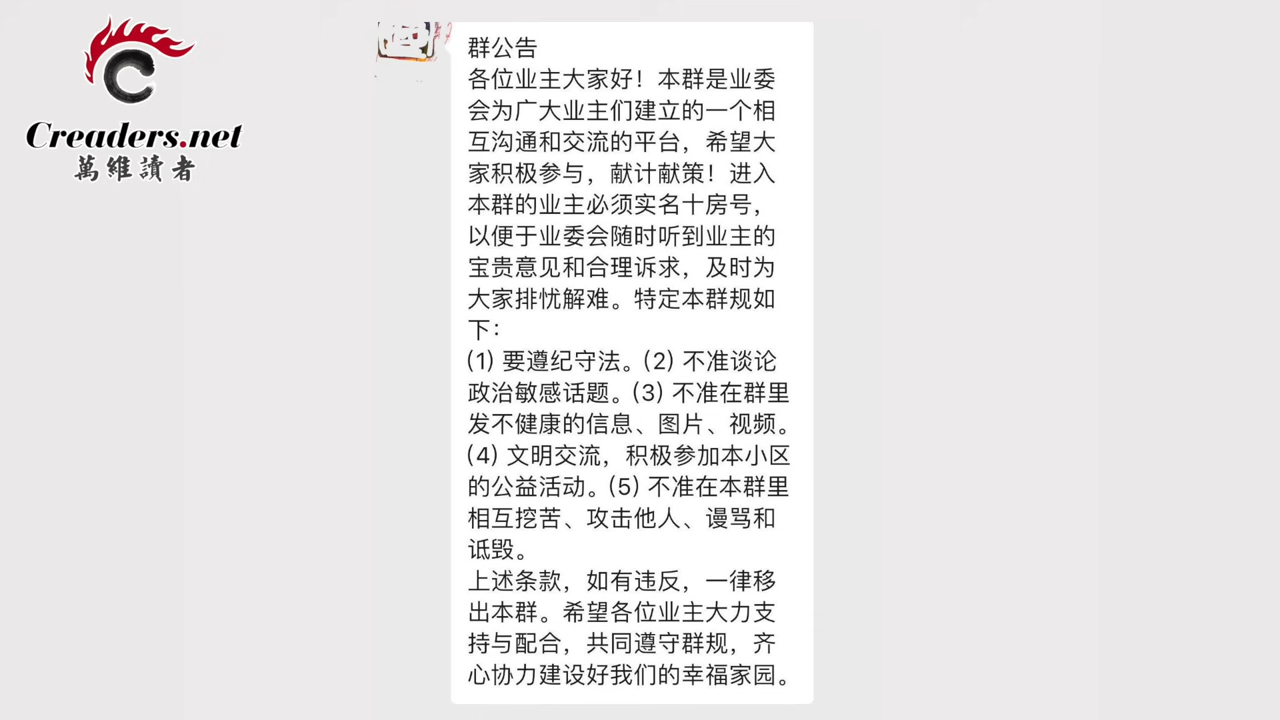 Creaders.net
萬維讀者
群公告
各位业主大家好！本群是业委
会为广大业主们建立的一个相
互沟通和交流的平台，希望大
家积极参与，献计献策！进入
本群的业主必须实名十房号，
以便于业委会随时听到业主的
宝贵意见和合理诉求，及时为
大家排忧解难。特定本群规如
下：
(1) 要遵纪守法。(2) 不准谈论
政治敏感话题。(3) 不准在群里
发不健康的信息、图片、视频。
(4) 文明交流，积极参加本小区
的公益活动。(5) 不准在本群里
相互挖苦、攻击他人、谩骂和
诋毁。
上述条款，如有违反，一律移
出本群。希望各位业主大力支
持与配合，共同遵守群规，齐
心协力建设好我们的幸福家园。